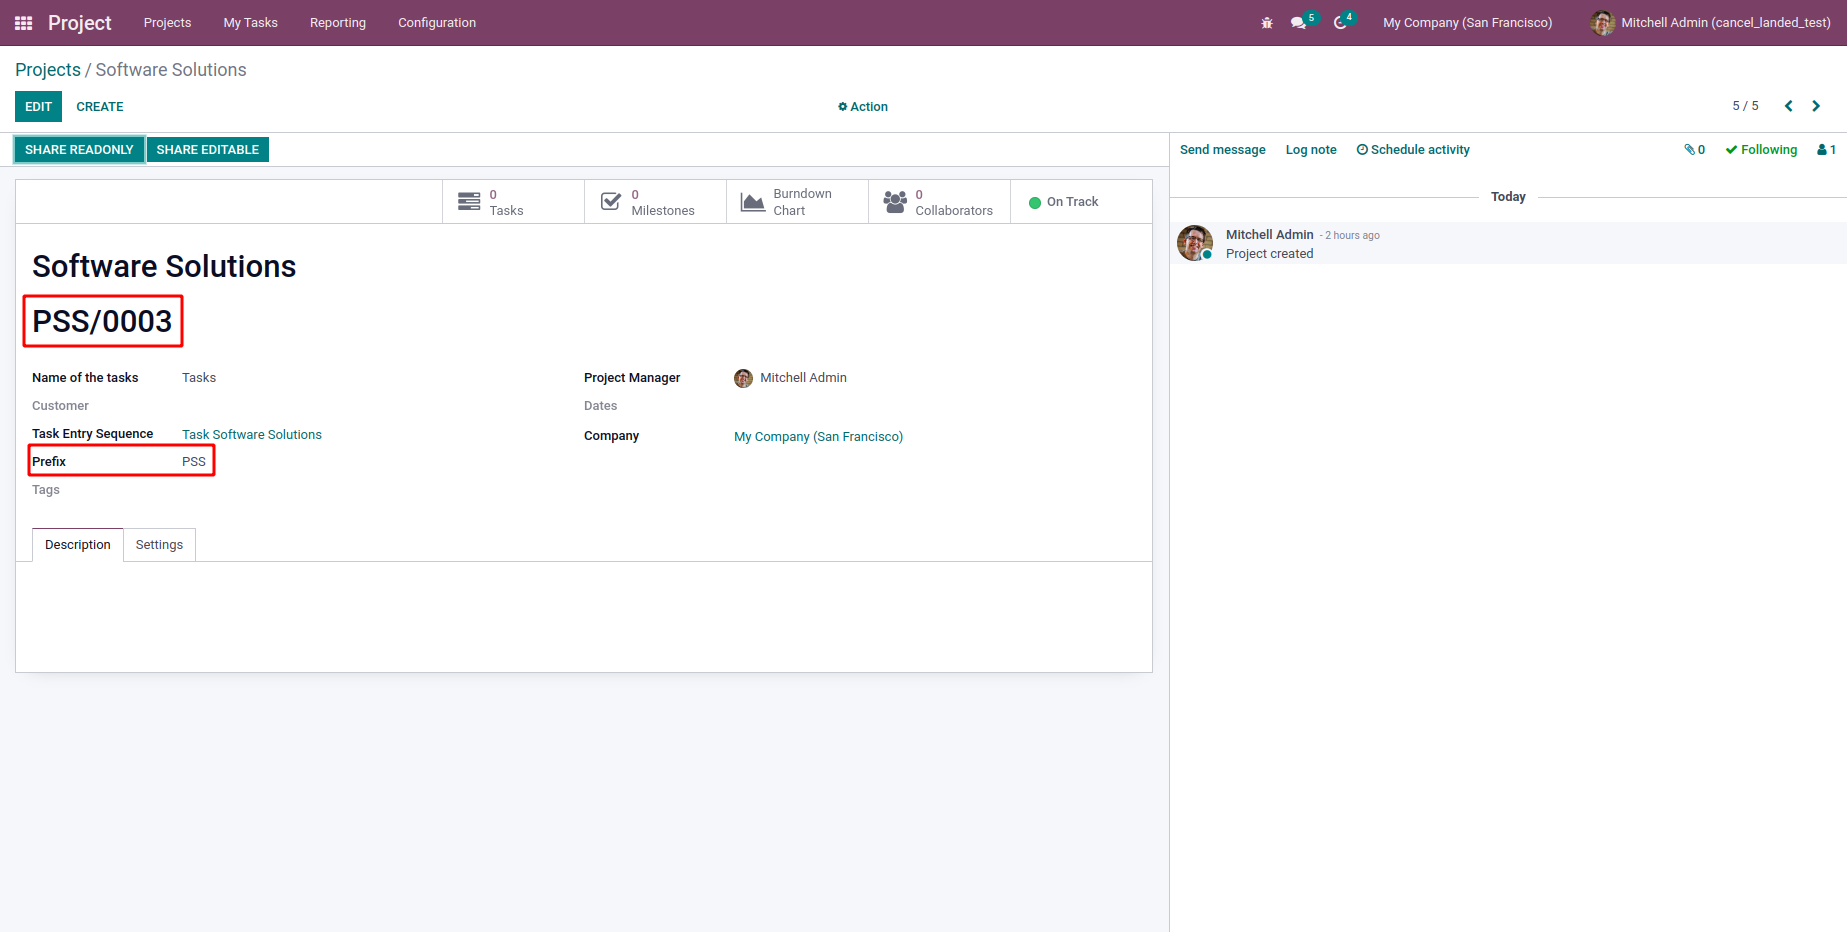 Project Projects My Tasks Reporting Configuration 5 4 My Company (San Francisco) Mitchell Admin (cancel_landed_test)
Projects / Software Solutions
EDIT CREATE Action 5 / 5
SHARE READONLY SHARE EDITABLE
0 Tasks
0 Milestones
Burndown Chart
0 Collaborators
On Track
Software Solutions
PSS/0003
Name of the tasks Tasks
Customer
Task Entry Sequence Task Software Solutions
Prefix PSS
Tags
Project Manager Mitchell Admin
Dates
Company My Company (San Francisco)
Description Settings
Send message Log note Schedule activity 0 Following 1
Today
Mitchell Admin - 2 hours ago
Project created